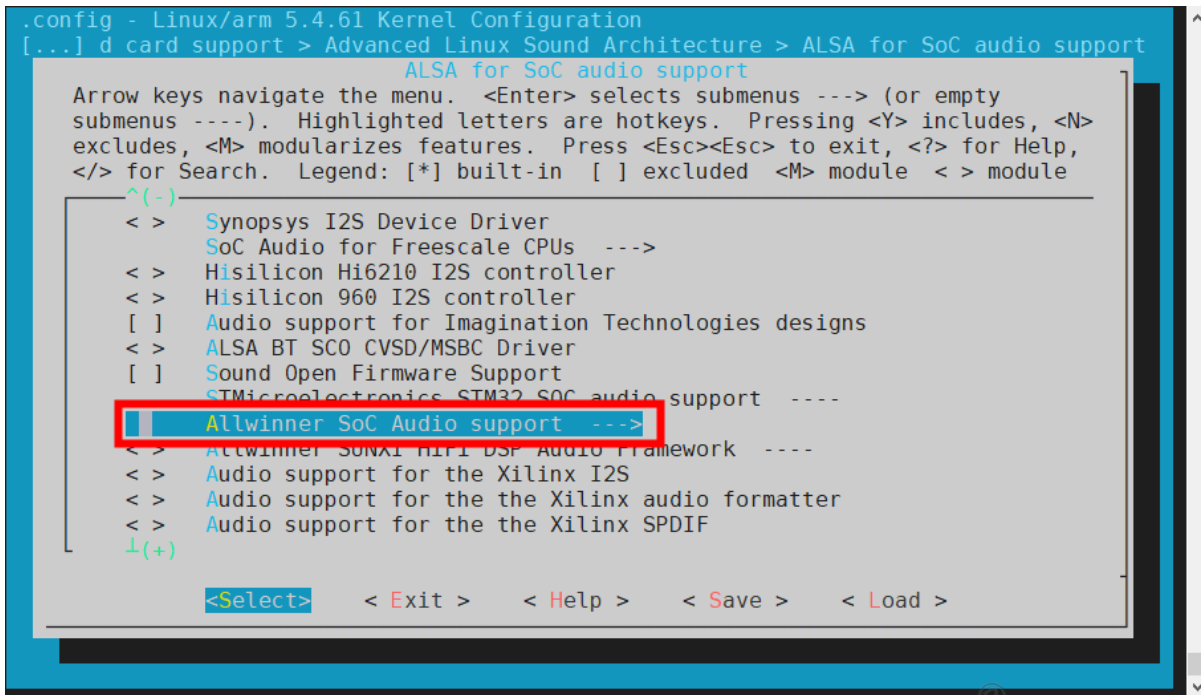 .config - Linux/arm 5.4.61 Kernel Configuration
[...] d card support > Advanced Linux Sound Architecture > ALSA for SoC audio support
ALSA for SoC audio support
Arrow keys navigate the menu.  <Enter> selects submenus ---> (or empty
submenus ----).  Highlighted letters are hotkeys.  Pressing <Y> includes, <N>
excludes, <M> modularizes features.  Press <Esc><Esc> to exit, <?> for Help,
</> for Search.  Legend: [*] built-in  [ ] excluded  <M> module  < > module
^(-)
< >   Synopsys I2S Device Driver
SoC Audio for Freescale CPUs  --->
< >   Hisilicon Hi6210 I2S controller
< >   Hisilicon 960 I2S controller
[ ]   Audio support for Imagination Technologies designs
< >   ALSA BT SCO CVSD/MSBC Driver
[ ]   Sound Open Firmware Support
STMicroelectronics STM32 SOC audio support  ----
Allwinner SoC Audio support  --->
< >   Allwinner SUNXI HIFI DSP Audio Framework  ----
< >   Audio support for the Xilinx I2S
< >   Audio support for the the Xilinx audio formatter
< >   Audio support for the the Xilinx SPDIF
┴(+)
<Select>    < Exit >    < Help >    < Save >    < Load >